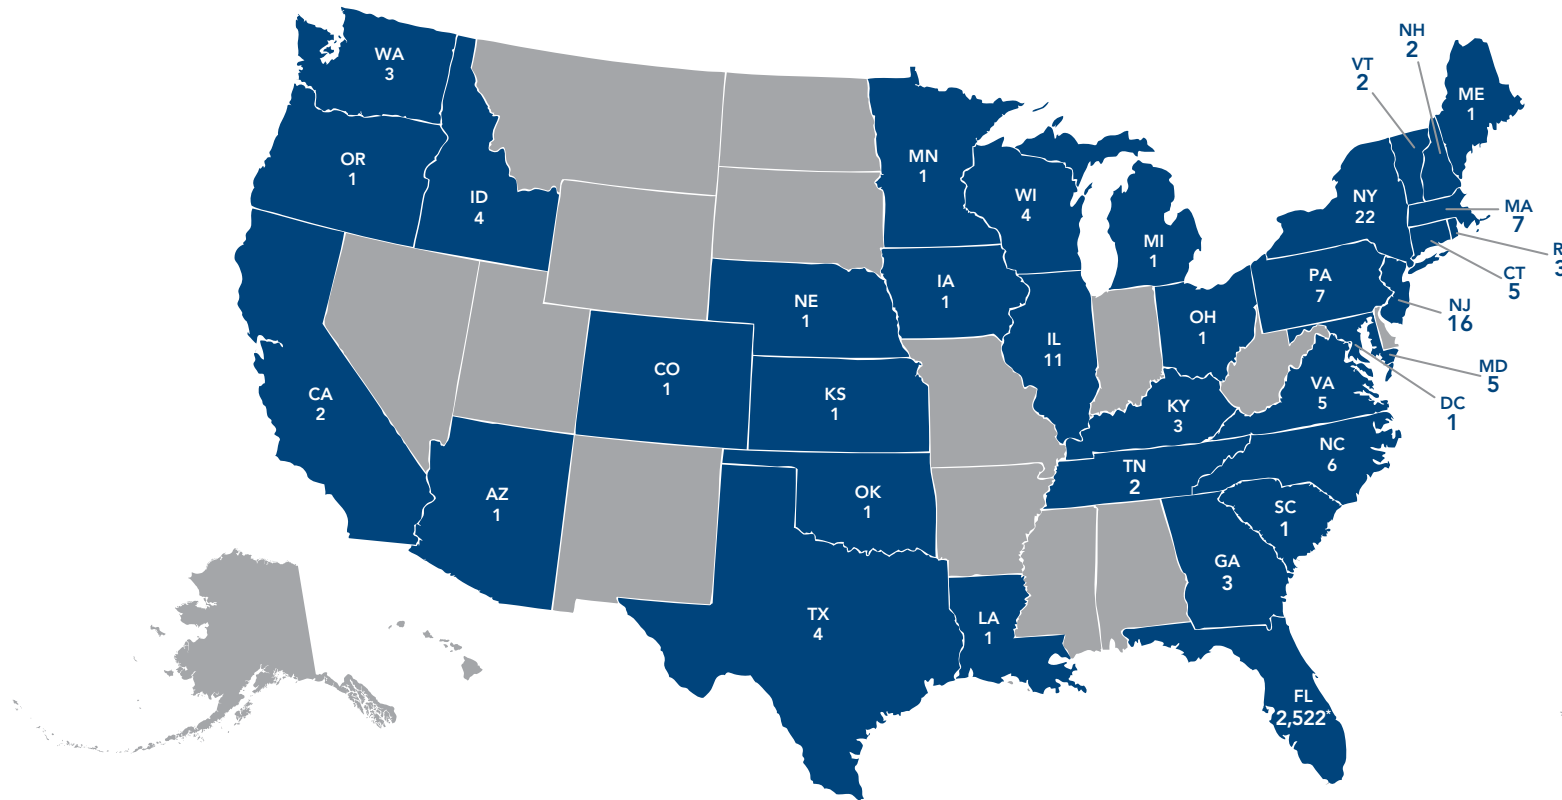 WA
3
OR
1
ID
4
CA
2
AZ
1
CO
1
NE
1
KS
1
OK
1
TX
4
MN
1
IA
1
WI
4
IL
11
MI
1
OH
1
KY
3
TN
2
LA
1
GA
3
FL
2,522*
SC
1
NC
6
VA
5
PA
7
NY
22
VT
2
NH
2
ME
1
MA
7
R
3
CT
5
NJ
16
MD
5
DC
1